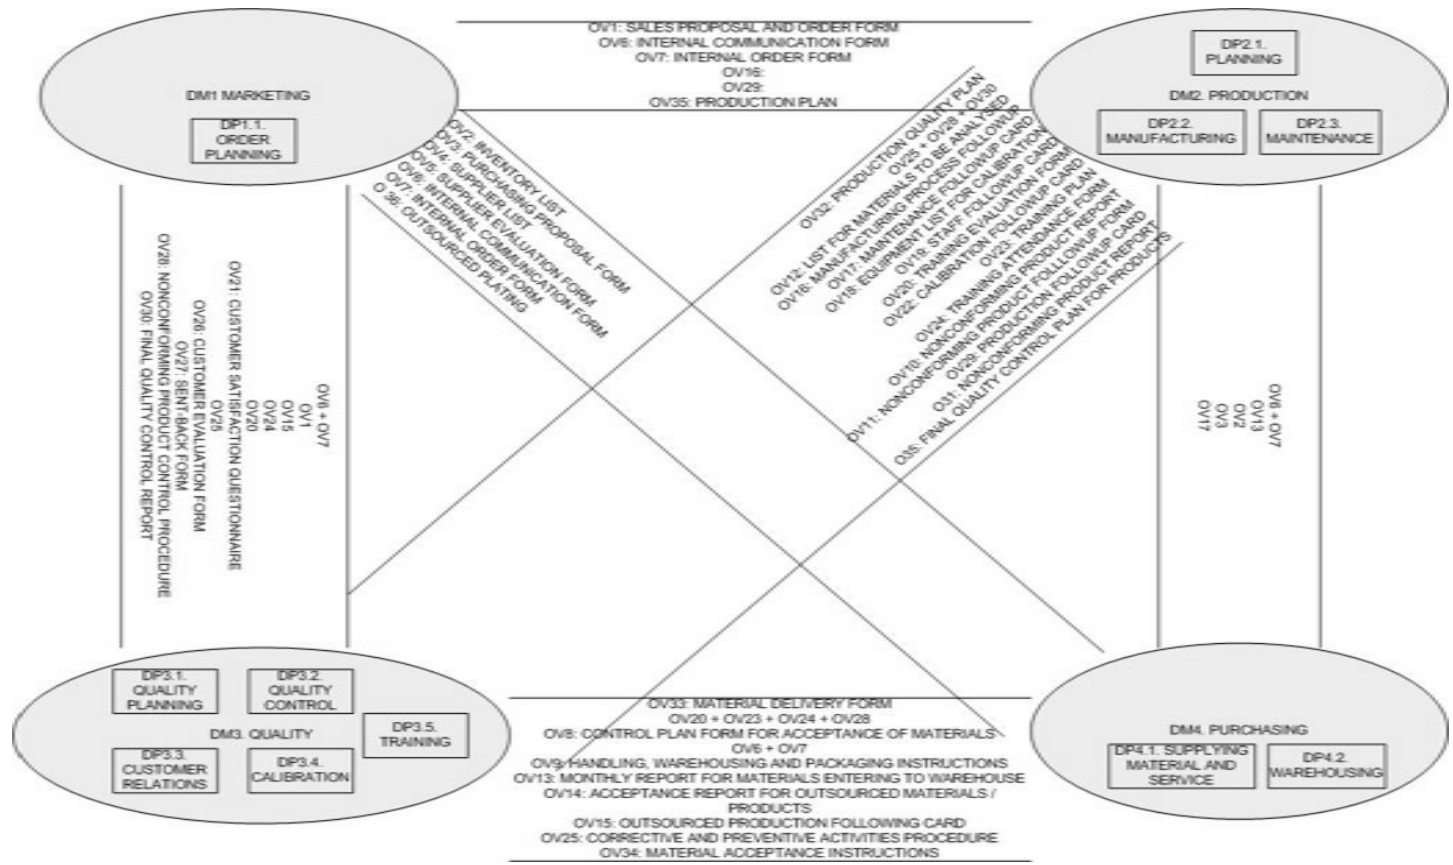 OV1: SALES PROPOSAL AND ORDER FORM
OV6: INTERNAL COMMUNICATION FORM
OV7: INTERNAL ORDER FORM
OV16:
OV29:
OV35: PRODUCTION PLAN
DM1 MARKETING
DP1.1.
ORDER
PLANNING
DP2.1.
PLANNING
DM2. PRODUCTION
DP2.2.
MANUFACTURING
DP2.3.
MAINTENANCE
OV2: INVENTORY LIST
OV3: PURCHASING PROPOSAL FORM
OV4: SUPPLIER LIST
OV5: SUPPLIER EVALUATION FORM
OV6: INTERNAL COMMUNICATION FORM
OV7: INTERNAL ORDER FORM
O 36: OUTSOURCED PLATING
OV32: PRODUCTION QUALITY PLAN
OV25 + OV28 + OV30
OV12: LIST FOR MATERIALS TO BE ANALYSED
OV16: MANUFACTURING PROCESS FOLLOWUP CARD
OV17: MAINTENANCE FOLLOWUP CARD
OV18: EQUIPMENT LIST FOR CALIBRATION
OV19: STAFF FOLLOWUP CARD
OV20: TRAINING EVALUATION FORM
OV22: CALIBRATION FOLLOWUP CARD
OV23: TRAINING PLAN
OV24: TRAINING ATTENDANCE FORM
OV10: NONCONFORMING PRODUCT REPORT
OV11: NONCONFORMING PRODUCT FOLLLOWUP FORM
OV29: PRODUCTION FOLLOWUP CARD
O31: NONCONFORMING PRODUCT REPORT
O35: FINAL QUALITY CONTROL PLAN FOR PRODUCTS
OV6 + OV7
OV1
OV15
OV24
OV20
OV21: CUSTOMER SATISFACTION QUESTIONNAIRE
OV25
OV26: CUSTOMER EVALUATION FORM
OV27: SENT-BACK FORM
OV28: NONCONFORMING PRODUCT CONTROL PROCEDURE
OV30: FINAL QUALITY CONTROL REPORT
OV6 + OV7
OV13
OV2
OV3
OV17
DP3.1.
QUALITY
PLANNING
DP3.2.
QUALITY
CONTROL
DM3. QUALITY
DP3.5.
TRAINING
DP3.3.
CUSTOMER
RELATIONS
DP3.4.
CALIBRATION
OV33: MATERIAL DELIVERY FORM
OV20 + OV23 + OV24 + OV28
OV8: CONTROL PLAN FORM FOR ACCEPTANCE OF MATERIALS
OV6 + OV7
OV9: HANDLING, WAREHOUSING AND PACKAGING INSTRUCTIONS
OV13: MONTHLY REPORT FOR MATERIALS ENTERING TO WAREHOUSE
OV14: ACCEPTANCE REPORT FOR OUTSOURCED MATERIALS /
PRODUCTS
OV15: OUTSOURCED PRODUCTION FOLLOWING CARD
OV25: CORRECTIVE AND PREVENTIVE ACTIVITIES PROCEDURE
OV34: MATERIAL ACCEPTANCE INSTRUCTIONS
DM4. PURCHASING
DP4.1. SUPPLYING
MATERIAL AND
SERVICE
DP4.2.
WAREHOUSING